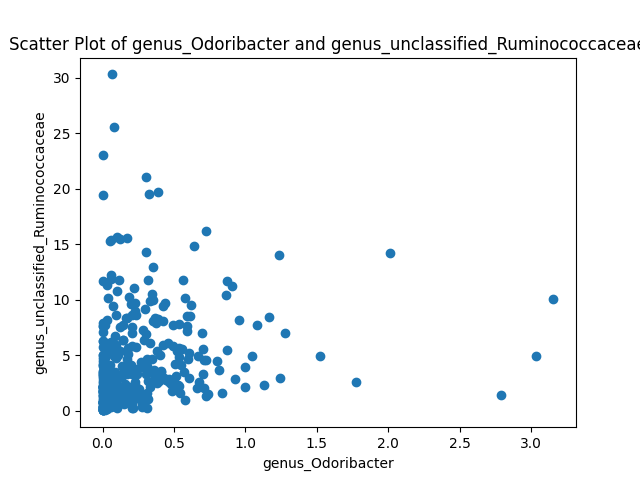 Scatter Plot of genus_Odoribacter and genus_unclassified_Ruminococcaceae
30
25
20
15
10
5
0
genus_unclassified_Ruminococcaceae
0.0 0.5 1.0 1.5 2.0 2.5 3.0
genus_Odoribacter